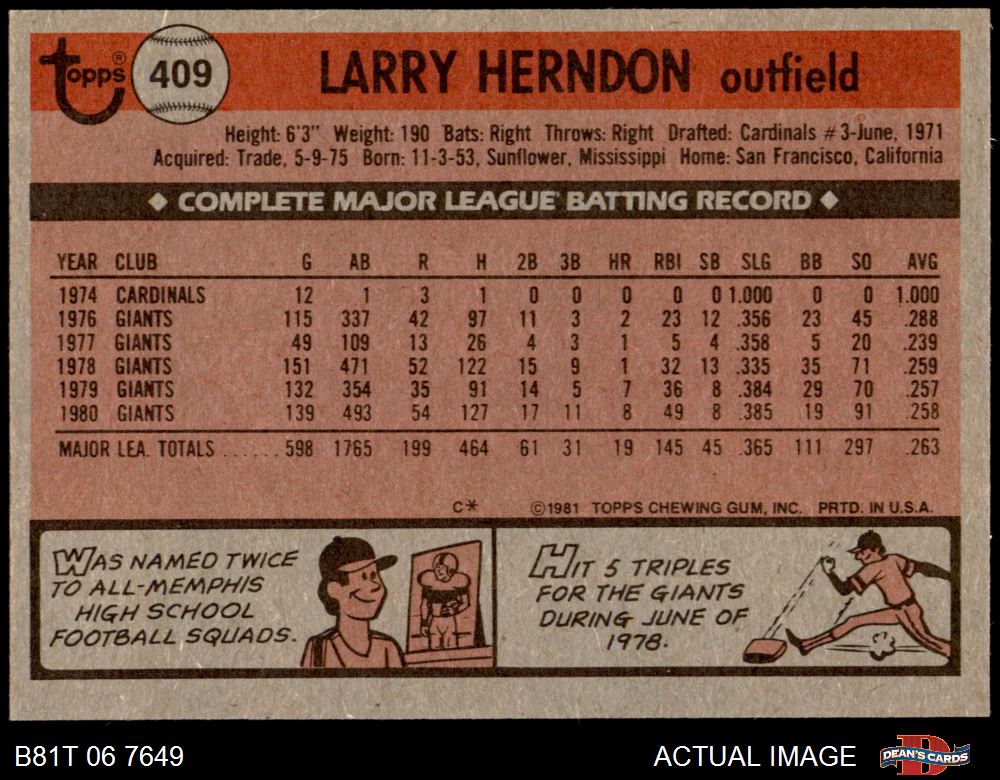 Topps® 409 LARRY HERNDON outfield
Height: 6'3" Weight: 190 Bats: Right Throws: Right Drafted: Cardinals #3-June, 1971
Acquired: Trade, 5-9-75 Born: 11-3-53, Sunflower, Mississippi Home: San Francisco, California
◆ COMPLETE MAJOR LEAGUE BATTING RECORD ◆
YEAR CLUB G AB R H 2B 3B HR RBI SB SLG BB SO AVG
1974 CARDINALS 12 1 3 1 0 0 0 0 0 1.000 0 0 1.000
1976 GIANTS 115 337 42 97 11 3 2 23 12 .356 23 45 .288
1977 GIANTS 49 109 13 26 4 3 1 5 4 .358 5 20 .239
1978 GIANTS 151 471 52 122 15 9 1 32 13 .335 35 71 .259
1979 GIANTS 132 354 35 91 14 5 7 36 8 .384 29 70 .257
1980 GIANTS 139 493 54 127 17 11 8 49 8 .385 19 91 .258
MAJOR LEA. TOTALS ...... 598 1765 199 464 61 31 19 145 45 .365 111 297 .263
C* ©1981 TOPPS CHEWING GUM, INC. PRTD. IN U.S.A.
WAS NAMED TWICE
TO ALL-MEMPHIS
HIGH SCHOOL
FOOTBALL SQUADS.
HIT 5 TRIPLES
FOR THE GIANTS
DURING JUNE OF
1978.
B81T 06 7649 ACTUAL IMAGE D DEAN'S CARDS